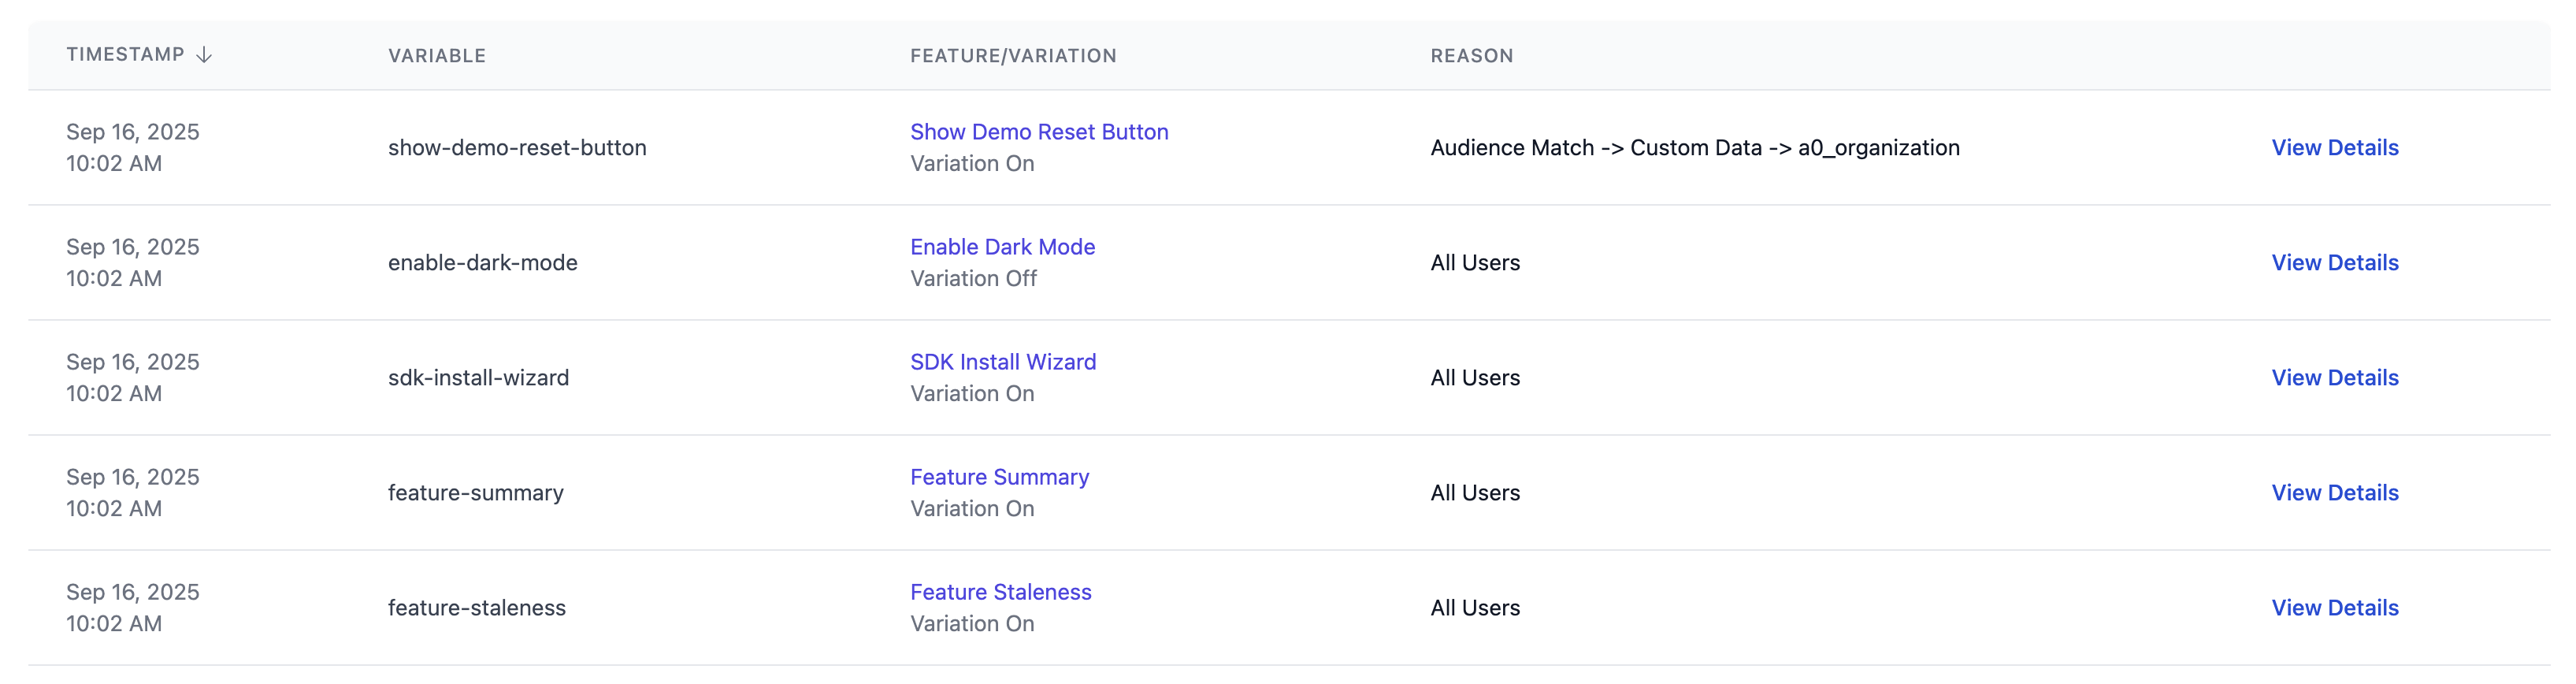 TIMESTAMP ↓ VARIABLE FEATURE/VARIATION REASON
Sep 16, 2025
10:02 AM
show-demo-reset-button
Show Demo Reset Button
Variation On
Audience Match -> Custom Data -> a0_organization
View Details
Sep 16, 2025
10:02 AM
enable-dark-mode
Enable Dark Mode
Variation Off
All Users
View Details
Sep 16, 2025
10:02 AM
sdk-install-wizard
SDK Install Wizard
Variation On
All Users
View Details
Sep 16, 2025
10:02 AM
feature-summary
Feature Summary
Variation On
All Users
View Details
Sep 16, 2025
10:02 AM
feature-staleness
Feature Staleness
Variation On
All Users
View Details